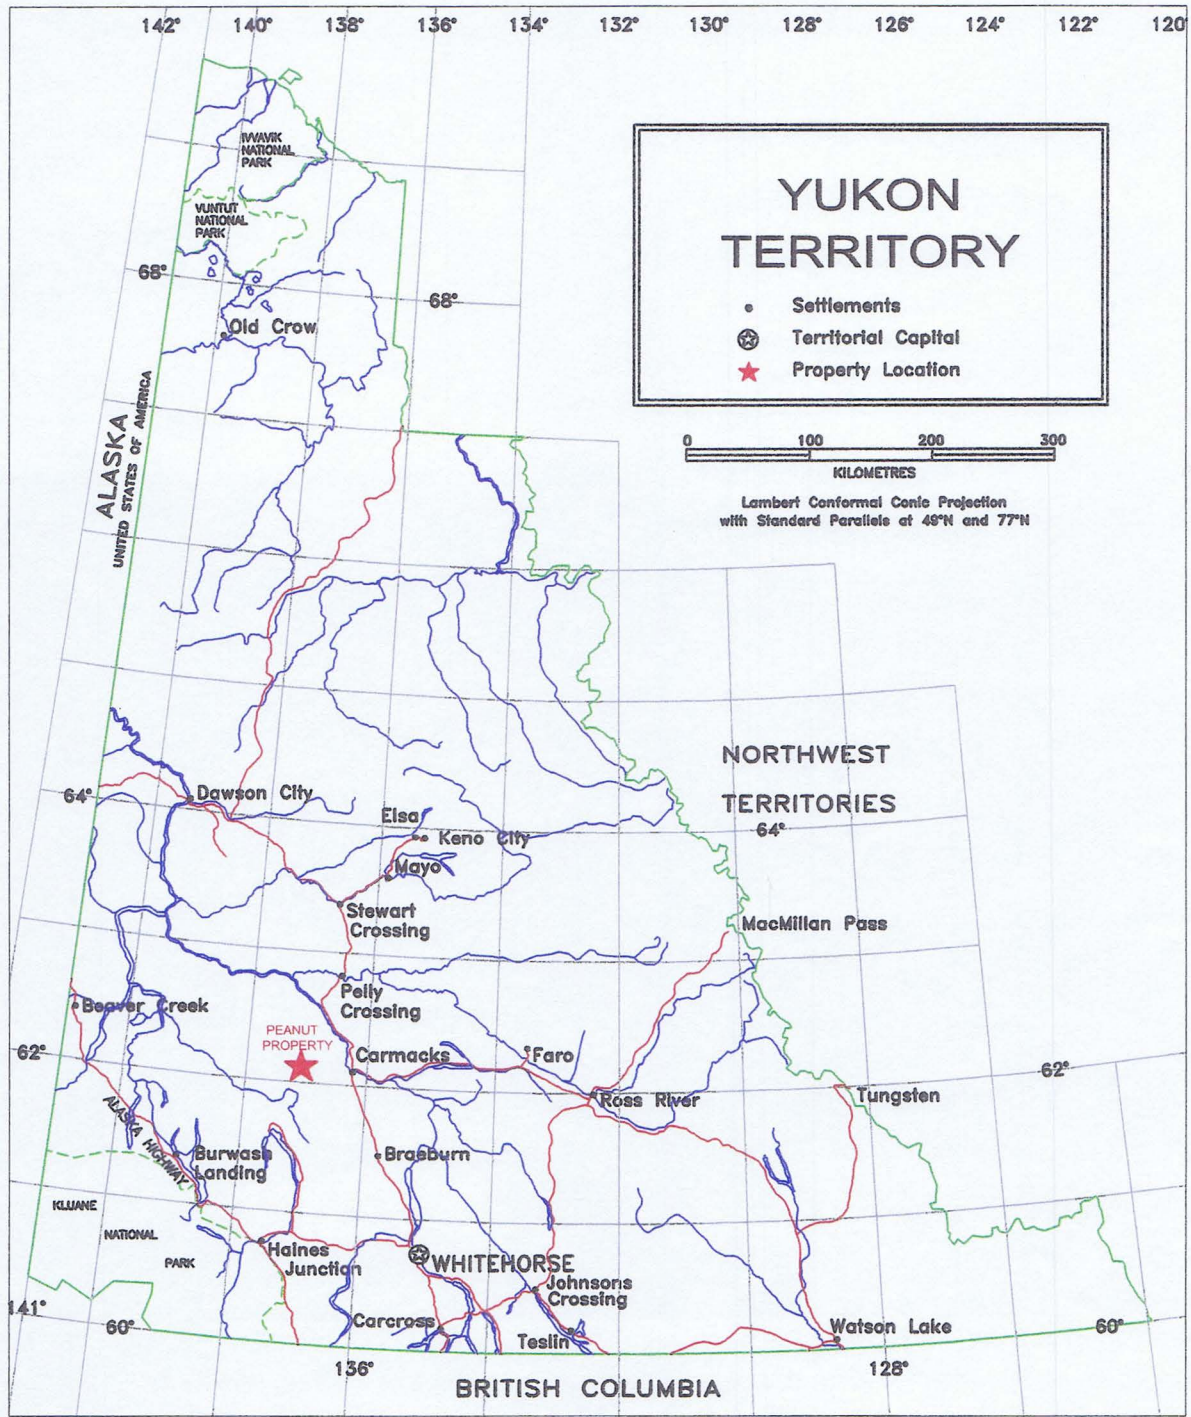 142° 140° 138° 136° 134° 132° 130° 128° 126° 124° 122° 120°
IVVAVIK
NATIONAL
PARK
VUNTUT
NATIONAL
PARK
YUKON
TERRITORY
Settlements
Territorial Capital
Property Location
68°
68°
Old Crow
ALASKA
UNITED STATES OF AMERICA
0 100 200 300
KILOMETRES
Lambert Conformal Conic Projection
with Standard Parallels at 49°N and 77°N
NORTHWEST
TERRITORIES
64°
Dawson City
Elsa
Keno City
64°
Mayo
Stewart
Crossing
MacMillan Pass
Pelly
Crossing
Beaver Creek
PEANUT
PROPERTY
62°
Carmacks
Faro
62°
Ross River
Tungsten
ALASKA HIGHWAY
Burwash
Landing
Braeburn
KLUANE
NATIONAL
PARK
Haines
Junction
WHITEHORSE
Johnsons
Crossing
141°
60°
Carcross
Teslin
Watson Lake
60°
136°
128°
BRITISH COLUMBIA